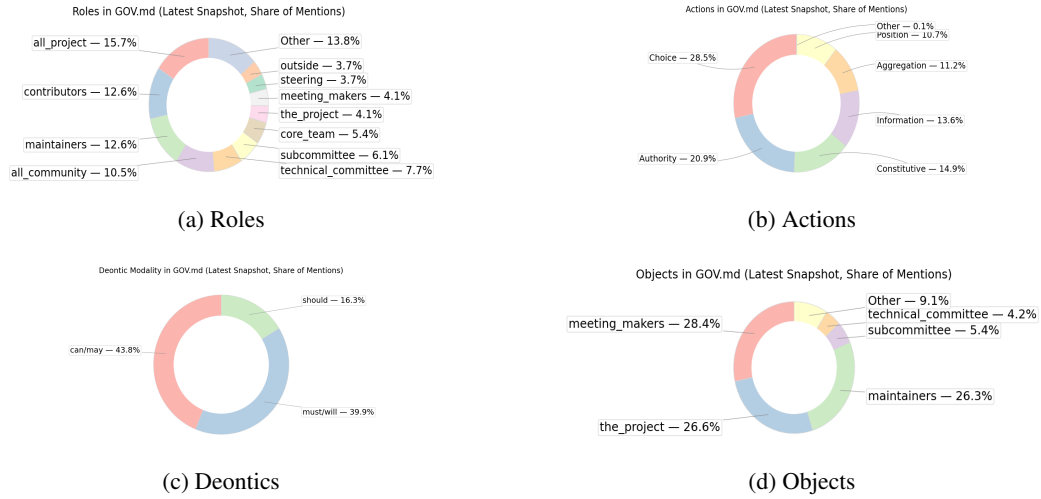 Roles in GOV.md (Latest Snapshot, Share of Mentions)
all_project — 15.7%
contributors — 12.6%
maintainers — 12.6%
all_community — 10.5%
Other — 13.8%
outside — 3.7%
steering — 3.7%
meeting_makers — 4.1%
the_project — 4.1%
core_team — 5.4%
subcommittee — 6.1%
technical_committee — 7.7%
(a) Roles
Actions in GOV.md (Latest Snapshot, Share of Mentions)
Choice — 28.5%
Authority — 20.9%
Other — 0.1%
Position — 10.7%
Aggregation — 11.2%
Information — 13.6%
Constitutive — 14.9%
(b) Actions
Deontic Modality in GOV.md (Latest Snapshot, Share of Mentions)
can/may — 43.8%
should — 16.3%
must/will — 39.9%
(c) Deontics
Objects in GOV.md (Latest Snapshot, Share of Mentions)
meeting_makers — 28.4%
the_project — 26.6%
Other — 9.1%
technical_committee — 4.2%
subcommittee — 5.4%
maintainers — 26.3%
(d) Objects